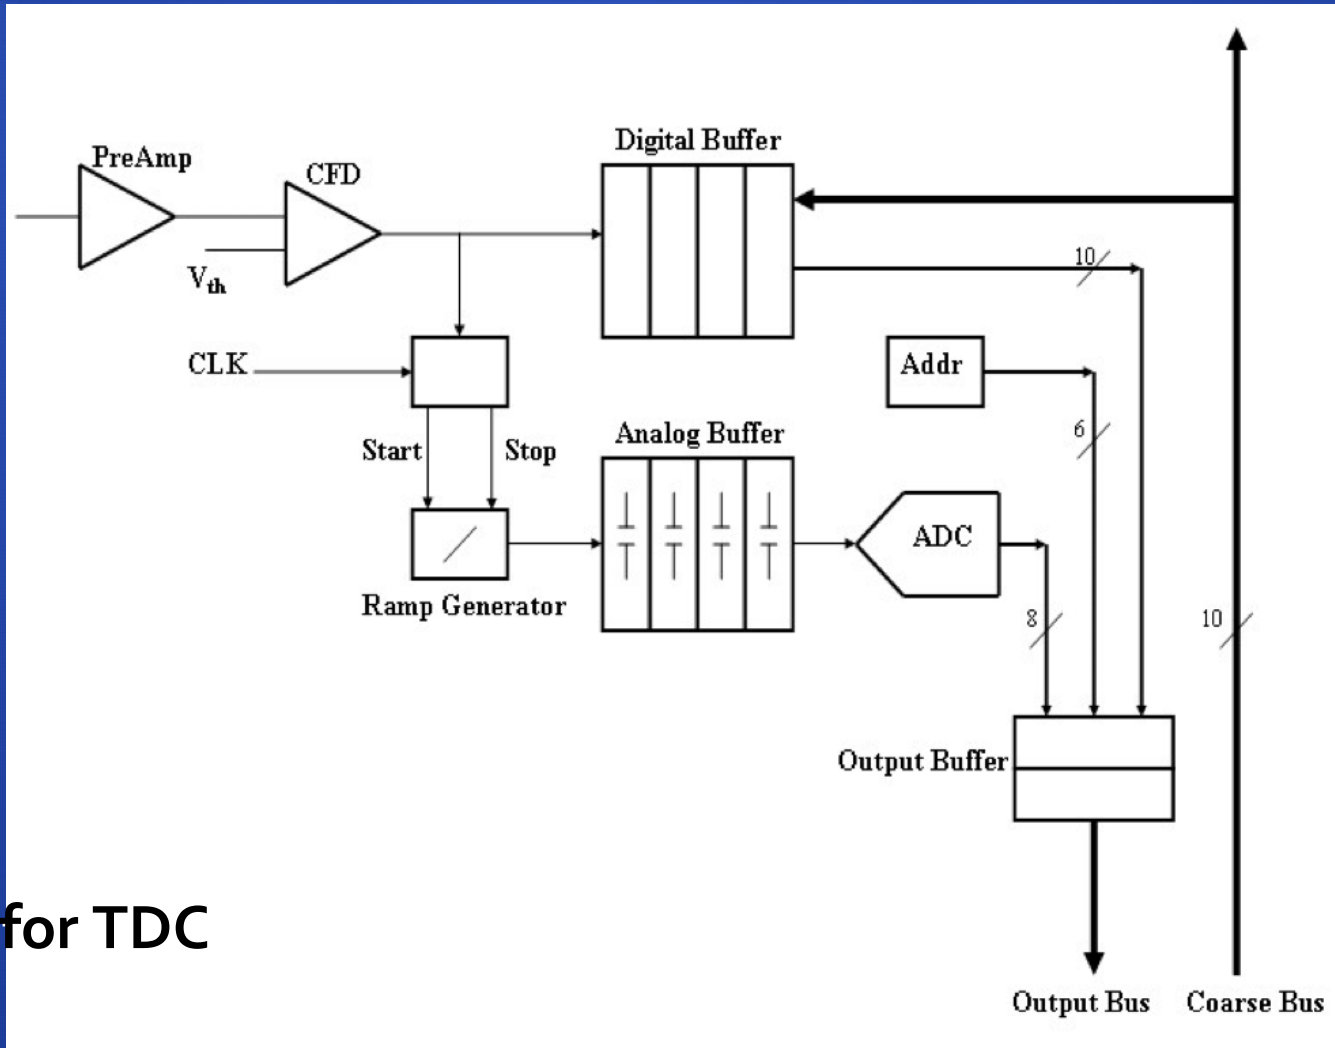 Digital Buffer
PreAmp
CFD
Vth
10
CLK
Addr
Start
Stop
Analog Buffer
6
ADC
Ramp Generator
8
10
Output Buffer
for TDC
Output Bus
Coarse Bus